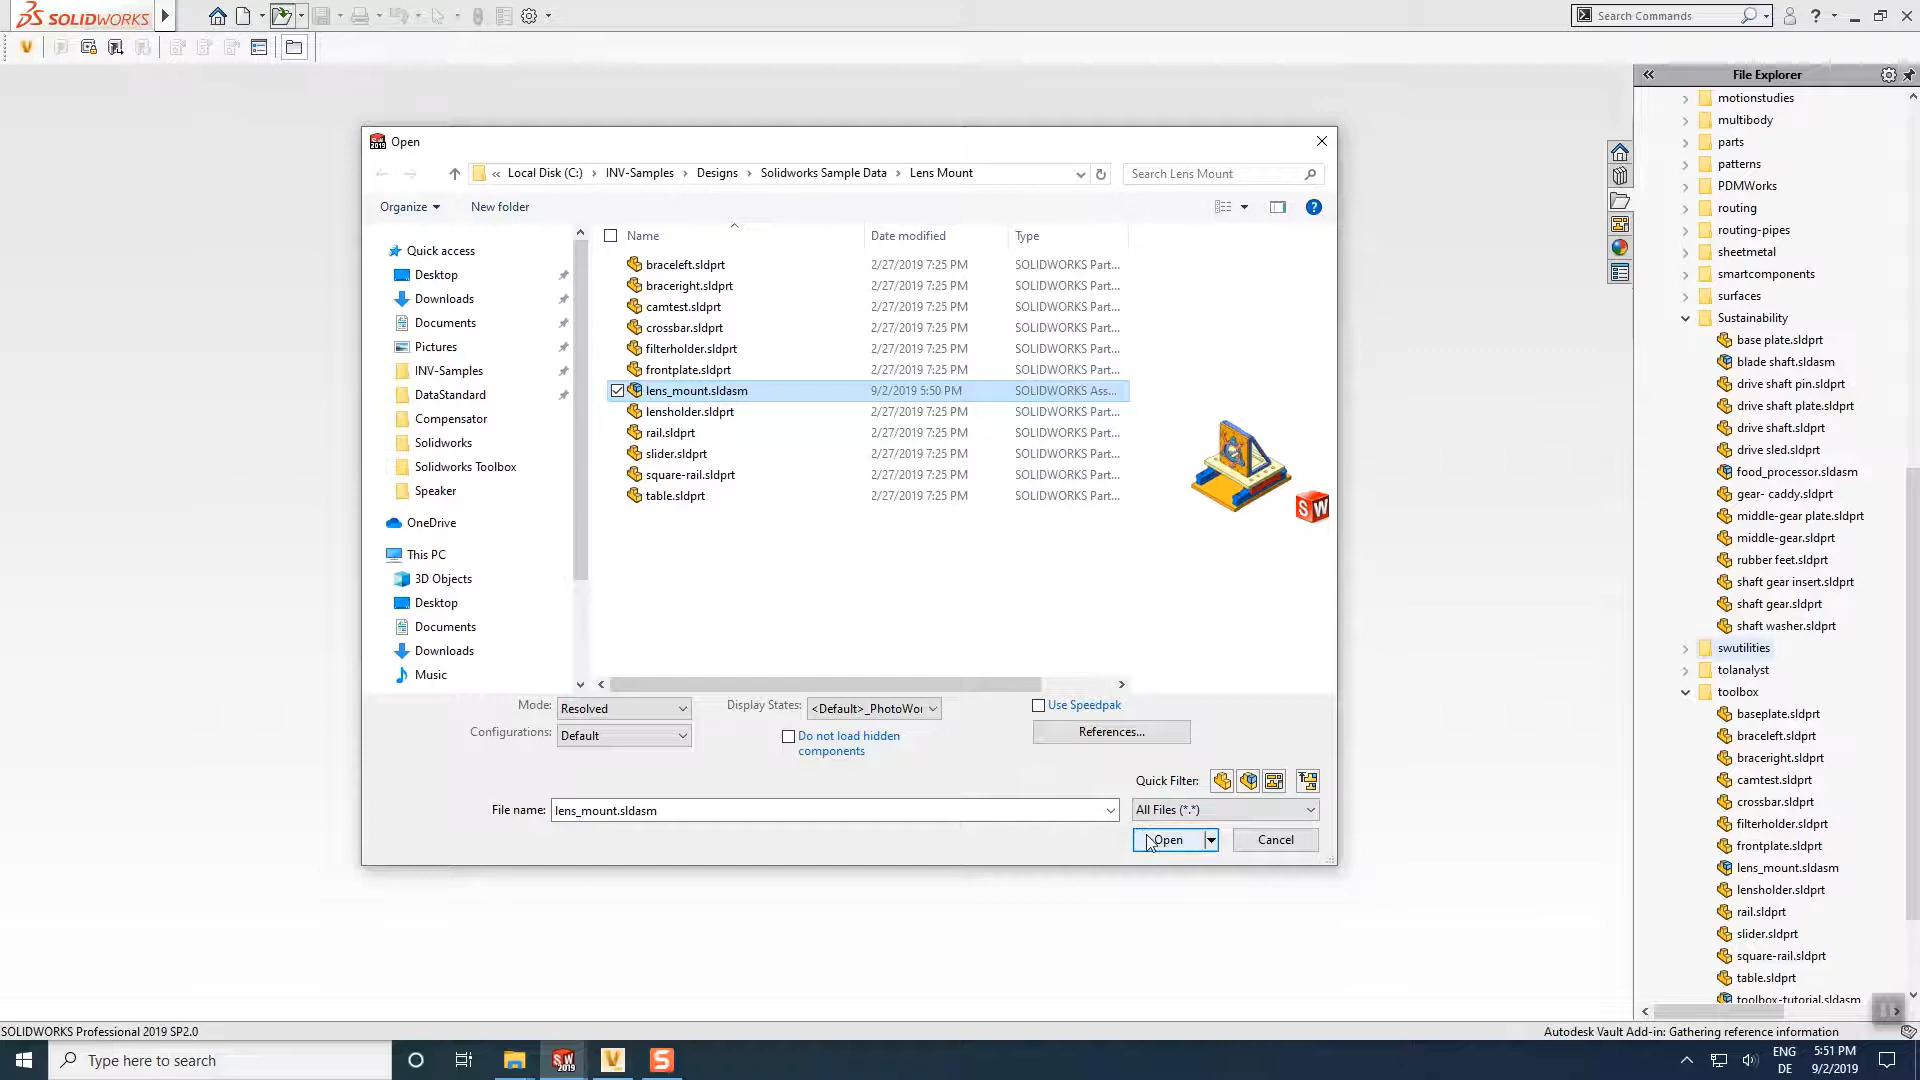 SOLIDWORKS
Search Commands
File Explorer
Open
« Local Disk (C:) › INV-Samples › Designs › Solidworks Sample Data › Lens Mount
Search Lens Mount
Organize
New folder
Name Date modified Type
Quick access
Desktop
Downloads
Documents
Pictures
INV-Samples
DataStandard
Compensator
Solidworks
Solidworks Toolbox
Speaker
OneDrive
This PC
3D Objects
Desktop
Documents
Downloads
Music
braceleft.sldprt 2/27/2019 7:25 PM SOLIDWORKS Part...
braceright.sldprt 2/27/2019 7:25 PM SOLIDWORKS Part...
camtest.sldprt 2/27/2019 7:25 PM SOLIDWORKS Part...
crossbar.sldprt 2/27/2019 7:25 PM SOLIDWORKS Part...
filterholder.sldprt 2/27/2019 7:25 PM SOLIDWORKS Part...
frontplate.sldprt 2/27/2019 7:25 PM SOLIDWORKS Part...
lens_mount.sldasm 9/2/2019 5:50 PM SOLIDWORKS Ass...
lensholder.sldprt 2/27/2019 7:25 PM SOLIDWORKS Part...
rail.sldprt 2/27/2019 7:25 PM SOLIDWORKS Part...
slider.sldprt 2/27/2019 7:25 PM SOLIDWORKS Part...
square-rail.sldprt 2/27/2019 7:25 PM SOLIDWORKS Part...
table.sldprt 2/27/2019 7:25 PM SOLIDWORKS Part...
SW
Mode: Resolved
Configurations: Default
Display States: <Default>_PhotoWo
Do not load hidden
components
Use Speedpak
References...
Quick Filter:
File name: lens_mount.sldasm
All Files (*.*)
Open
Cancel
motionstudies
multibody
parts
patterns
PDMWorks
routing
routing-pipes
sheetmetal
smartcomponents
surfaces
Sustainability
base plate.sldprt
blade shaft.sldasm
drive shaft pin.sldprt
drive shaft plate.sldprt
drive shaft.sldprt
drive sled.sldprt
food_processor.sldasm
gear- caddy.sldprt
middle-gear plate.sldprt
middle-gear.sldprt
rubber feet.sldprt
shaft gear insert.sldprt
shaft gear.sldprt
shaft washer.sldprt
swutilities
tolanalyst
toolbox
baseplate.sldprt
braceleft.sldprt
braceright.sldprt
camtest.sldprt
crossbar.sldprt
filterholder.sldprt
frontplate.sldprt
lens_mount.sldasm
lensholder.sldprt
rail.sldprt
slider.sldprt
square-rail.sldprt
table.sldprt
toolbox-tutorial.sldasm
SOLIDWORKS Professional 2019 SP2.0
Autodesk Vault Add-in: Gathering reference information
Type here to search
SW
2019
V
S
ENG
DE
5:51 PM
9/2/2019